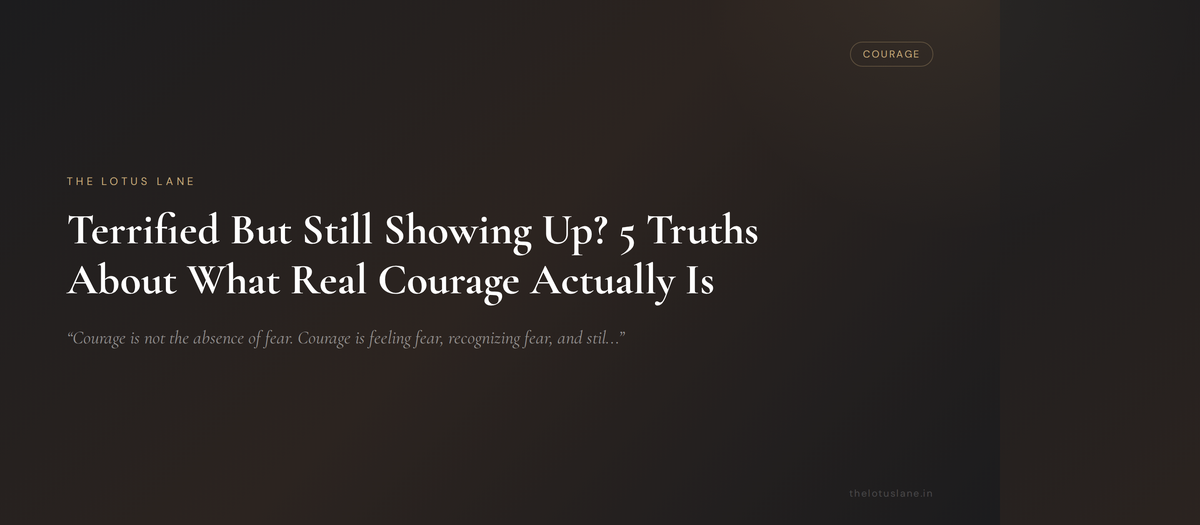 COURAGE
THE LOTUS LANE
Terrified But Still Showing Up? 5 Truths
About What Real Courage Actually Is
“Courage is not the absence of fear. Courage is feeling fear, recognizing fear, and stil...”
thelotuslane.in